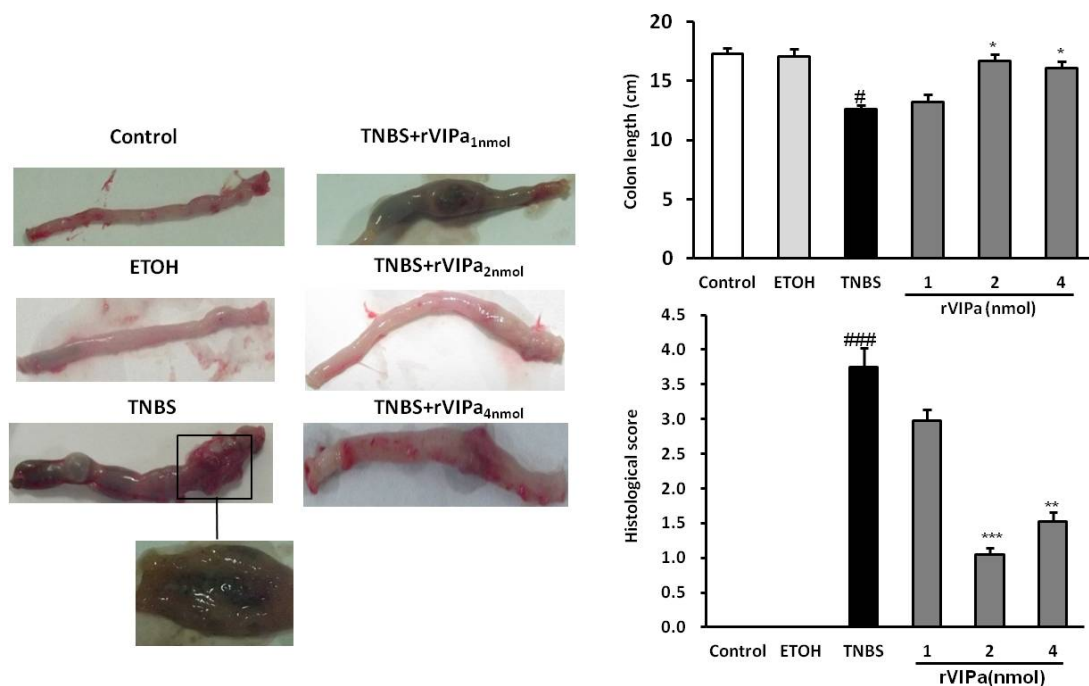 Control
TNBS+rVIPa1nmol
ETOH
TNBS+rVIPa2nmol
TNBS
TNBS+rVIPa4nmol
Colon length (cm)
20
15
10
5
0
#
*
*
Control ETOH TNBS 1 2 4
rVIPa (nmol)
Histological score
4.5
4.0
3.5
3.0
2.5
2.0
1.5
1.0
0.5
0.0
###
***
**
Control ETOH TNBS 1 2 4
rVIPa(nmol)